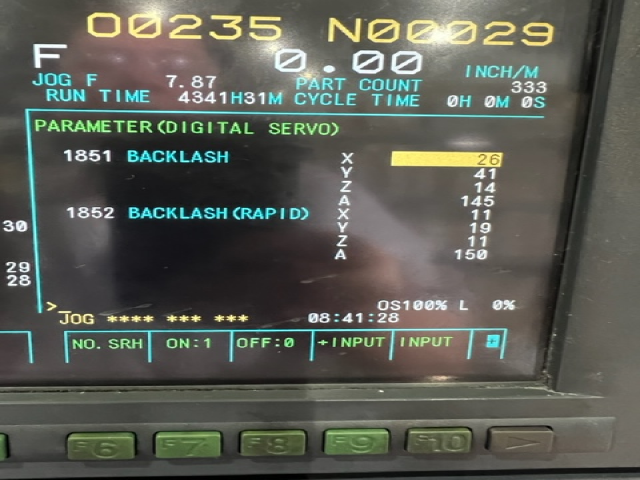 O0235 N00029
F 0.00 INCH/M
JOG F 7.87 PART COUNT 333
RUN TIME 4341H31M CYCLE TIME 0H 0M 0S
PARAMETER(DIGITAL SERVO)
1851 BACKLASH X 26
Y 41
Z 14
A 145
1852 BACKLASH(RAPID) X 11
30 Y 19
Z 11
A 150
29
28
OS100% L 0%
>_
JOG **** *** *** 08:41:28
NO.SRH ON:1 OFF:0 +INPUT INPUT +
F6 F7 F8 F9 F10 >